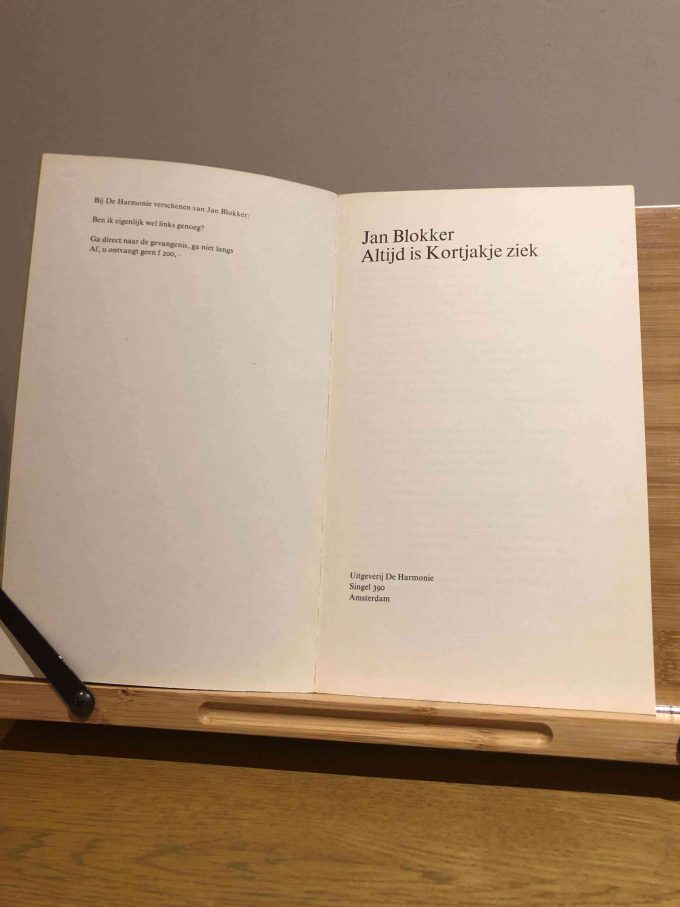 Bij De Harmonie verschenen van Jan Blokker:
Ben ik eigenlijk wel links genoeg?
Ga direct naar de gevangenis, ga niet langs
Af, u ontvangt geen f 200,-
Jan Blokker
Altijd is Kortjakje ziek
Uitgeverij De Harmonie
Singel 390
Amsterdam